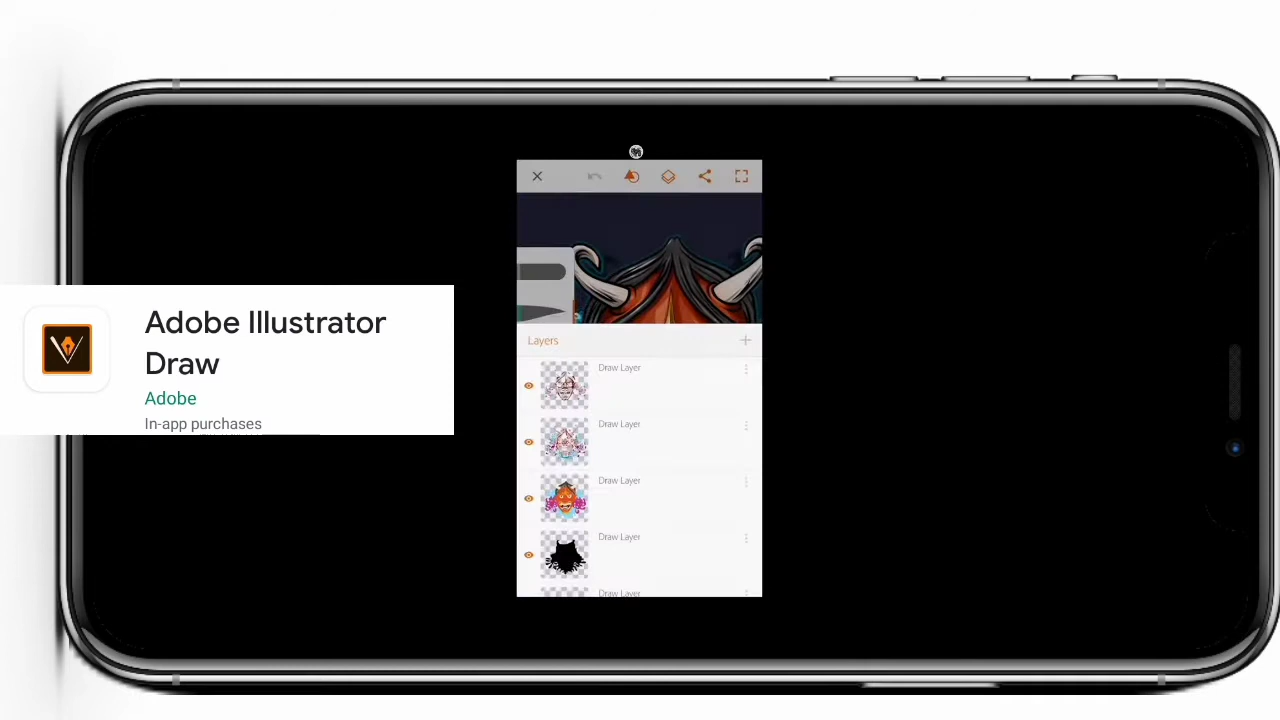 Adobe Illustrator
Draw
Adobe
In-app purchases
Layers
Draw Layer
Draw Layer
Draw Layer
Draw Layer
Draw Layer